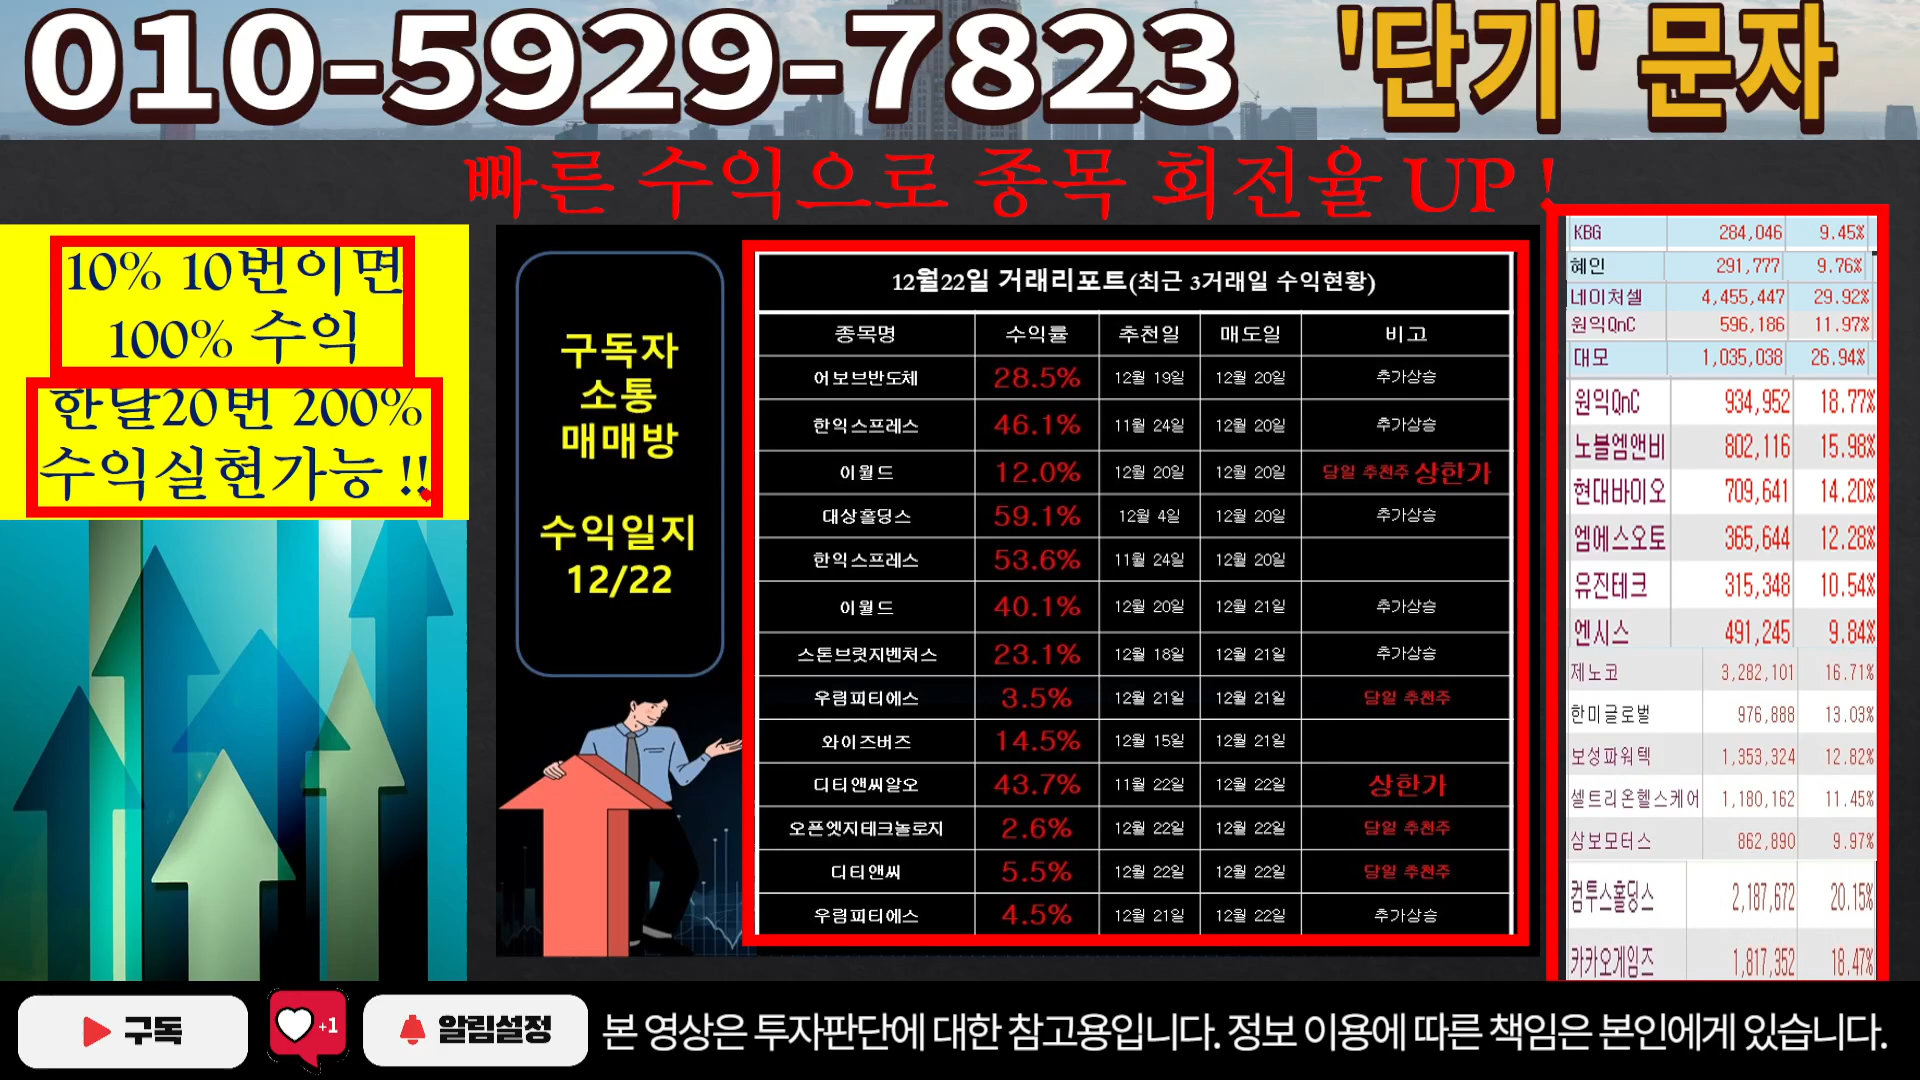 010-5929-7823 '단기' 문자
빠른 수익으로 종목 회전율 UP !
10% 10번이면
100% 수익
한달20번 200%
수익실현가능 !!
구독자
소통
매매방
수익일지
12/22
12월22일 거래리포트(최근 3거래일 수익현황)
종목명 수익률 추천일 매도일 비고
어보브반도체 28.5% 12월 19일 12월 20일 추가상승
한익스프레스 46.1% 11월 24일 12월 20일 추가상승
이월드 12.0% 12월 20일 12월 20일 당일 추천주 상한가
대상홀딩스 59.1% 12월 4일 12월 20일 추가상승
한익스프레스 53.6% 11월 24일 12월 20일
이월드 40.1% 12월 20일 12월 21일 추가상승
스톤브릿지벤처스 23.1% 12월 18일 12월 21일 추가상승
우림피티에스 3.5% 12월 21일 12월 21일 당일 추천주
와이즈버즈 14.5% 12월 15일 12월 21일
디티앤씨알오 43.7% 11월 22일 12월 22일 상한가
오픈엣지테크놀로지 2.6% 12월 22일 12월 22일 당일 추천주
디티앤씨 5.5% 12월 22일 12월 22일 당일 추천주
우림피티에스 4.5% 12월 21일 12월 22일 추가상승
KBG 284,046 9.45%
혜인 291,777 9.76%
네이처셀 4,455,447 29.92%
원익QnC 596,186 11.97%
대모 1,035,038 26.94%
원익QnC 934,952 18.77%
노블엠앤비 802,116 15.98%
현대바이오 709,641 14.20%
엠에스오토 365,644 12.28%
유진테크 315,348 10.54%
엔시스 491,245 9.84%
제노코 3,282,101 16.71%
한미글로벌 976,888 13.03%
보성파워텍 1,353,324 12.82%
셀트리온헬스케어 1,180,162 11.45%
삼보모터스 862,890 9.97%
컴투스홀딩스 2,187,672 20.15%
카카오게임즈 1,817,352 18.47%
구독 +1 알림설정 본 영상은 투자판단에 대한 참고용입니다. 정보 이용에 따른 책임은 본인에게 있습니다.